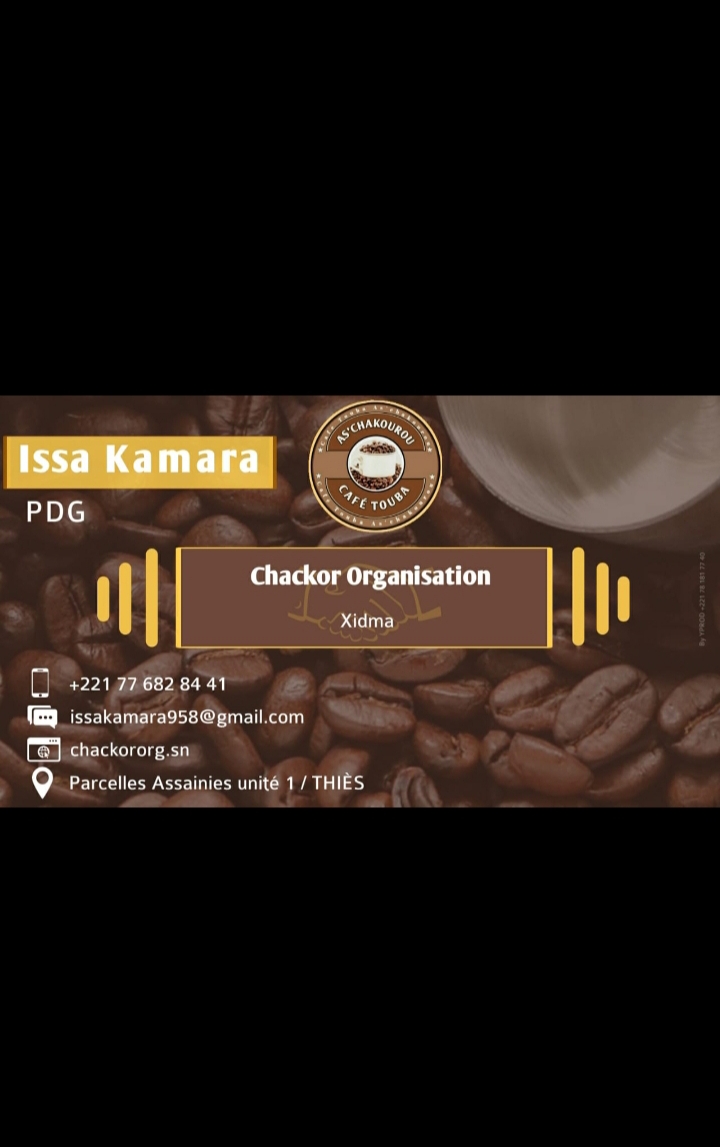 Issa Kamara
PDG
AS'CHAKOUROU
CAFÉ TOUBA
Chackor Organisation
Xidma
+221 77 682 84 41
issakamara958@gmail.com
chackororg.sn
Parcelles Assainies unité 1 / THIÈS